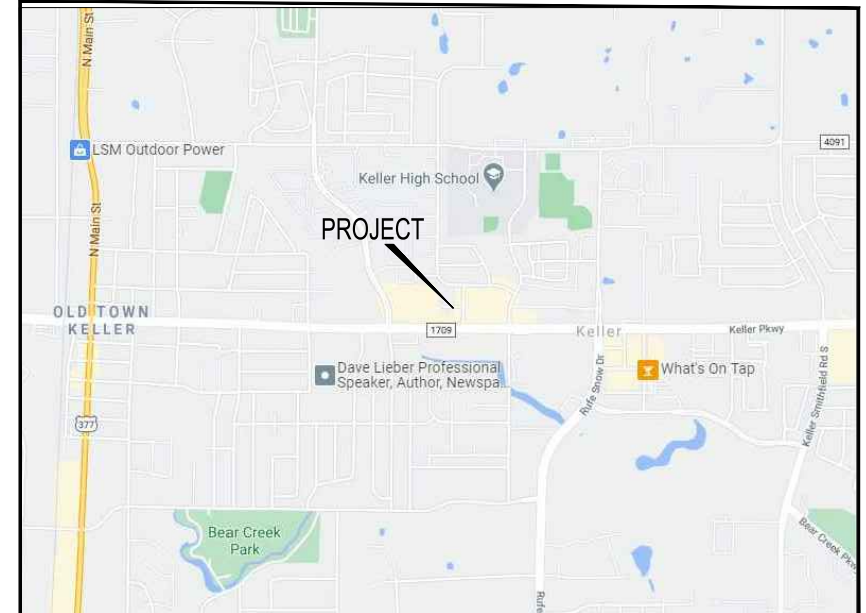 N Main St
LSM Outdoor Power
4091
Keller High School
N Main St
PROJECT
OLD TOWN
KELLER
1709
Keller
Keller Pkwy
Dave Lieber Professional
Speaker, Author, Newspa...
What's On Tap
Rufe Snow Dr
Keller Smithfield Rd S
377
Bear Creek
Park
Bear Creek Pkwy
Rufe